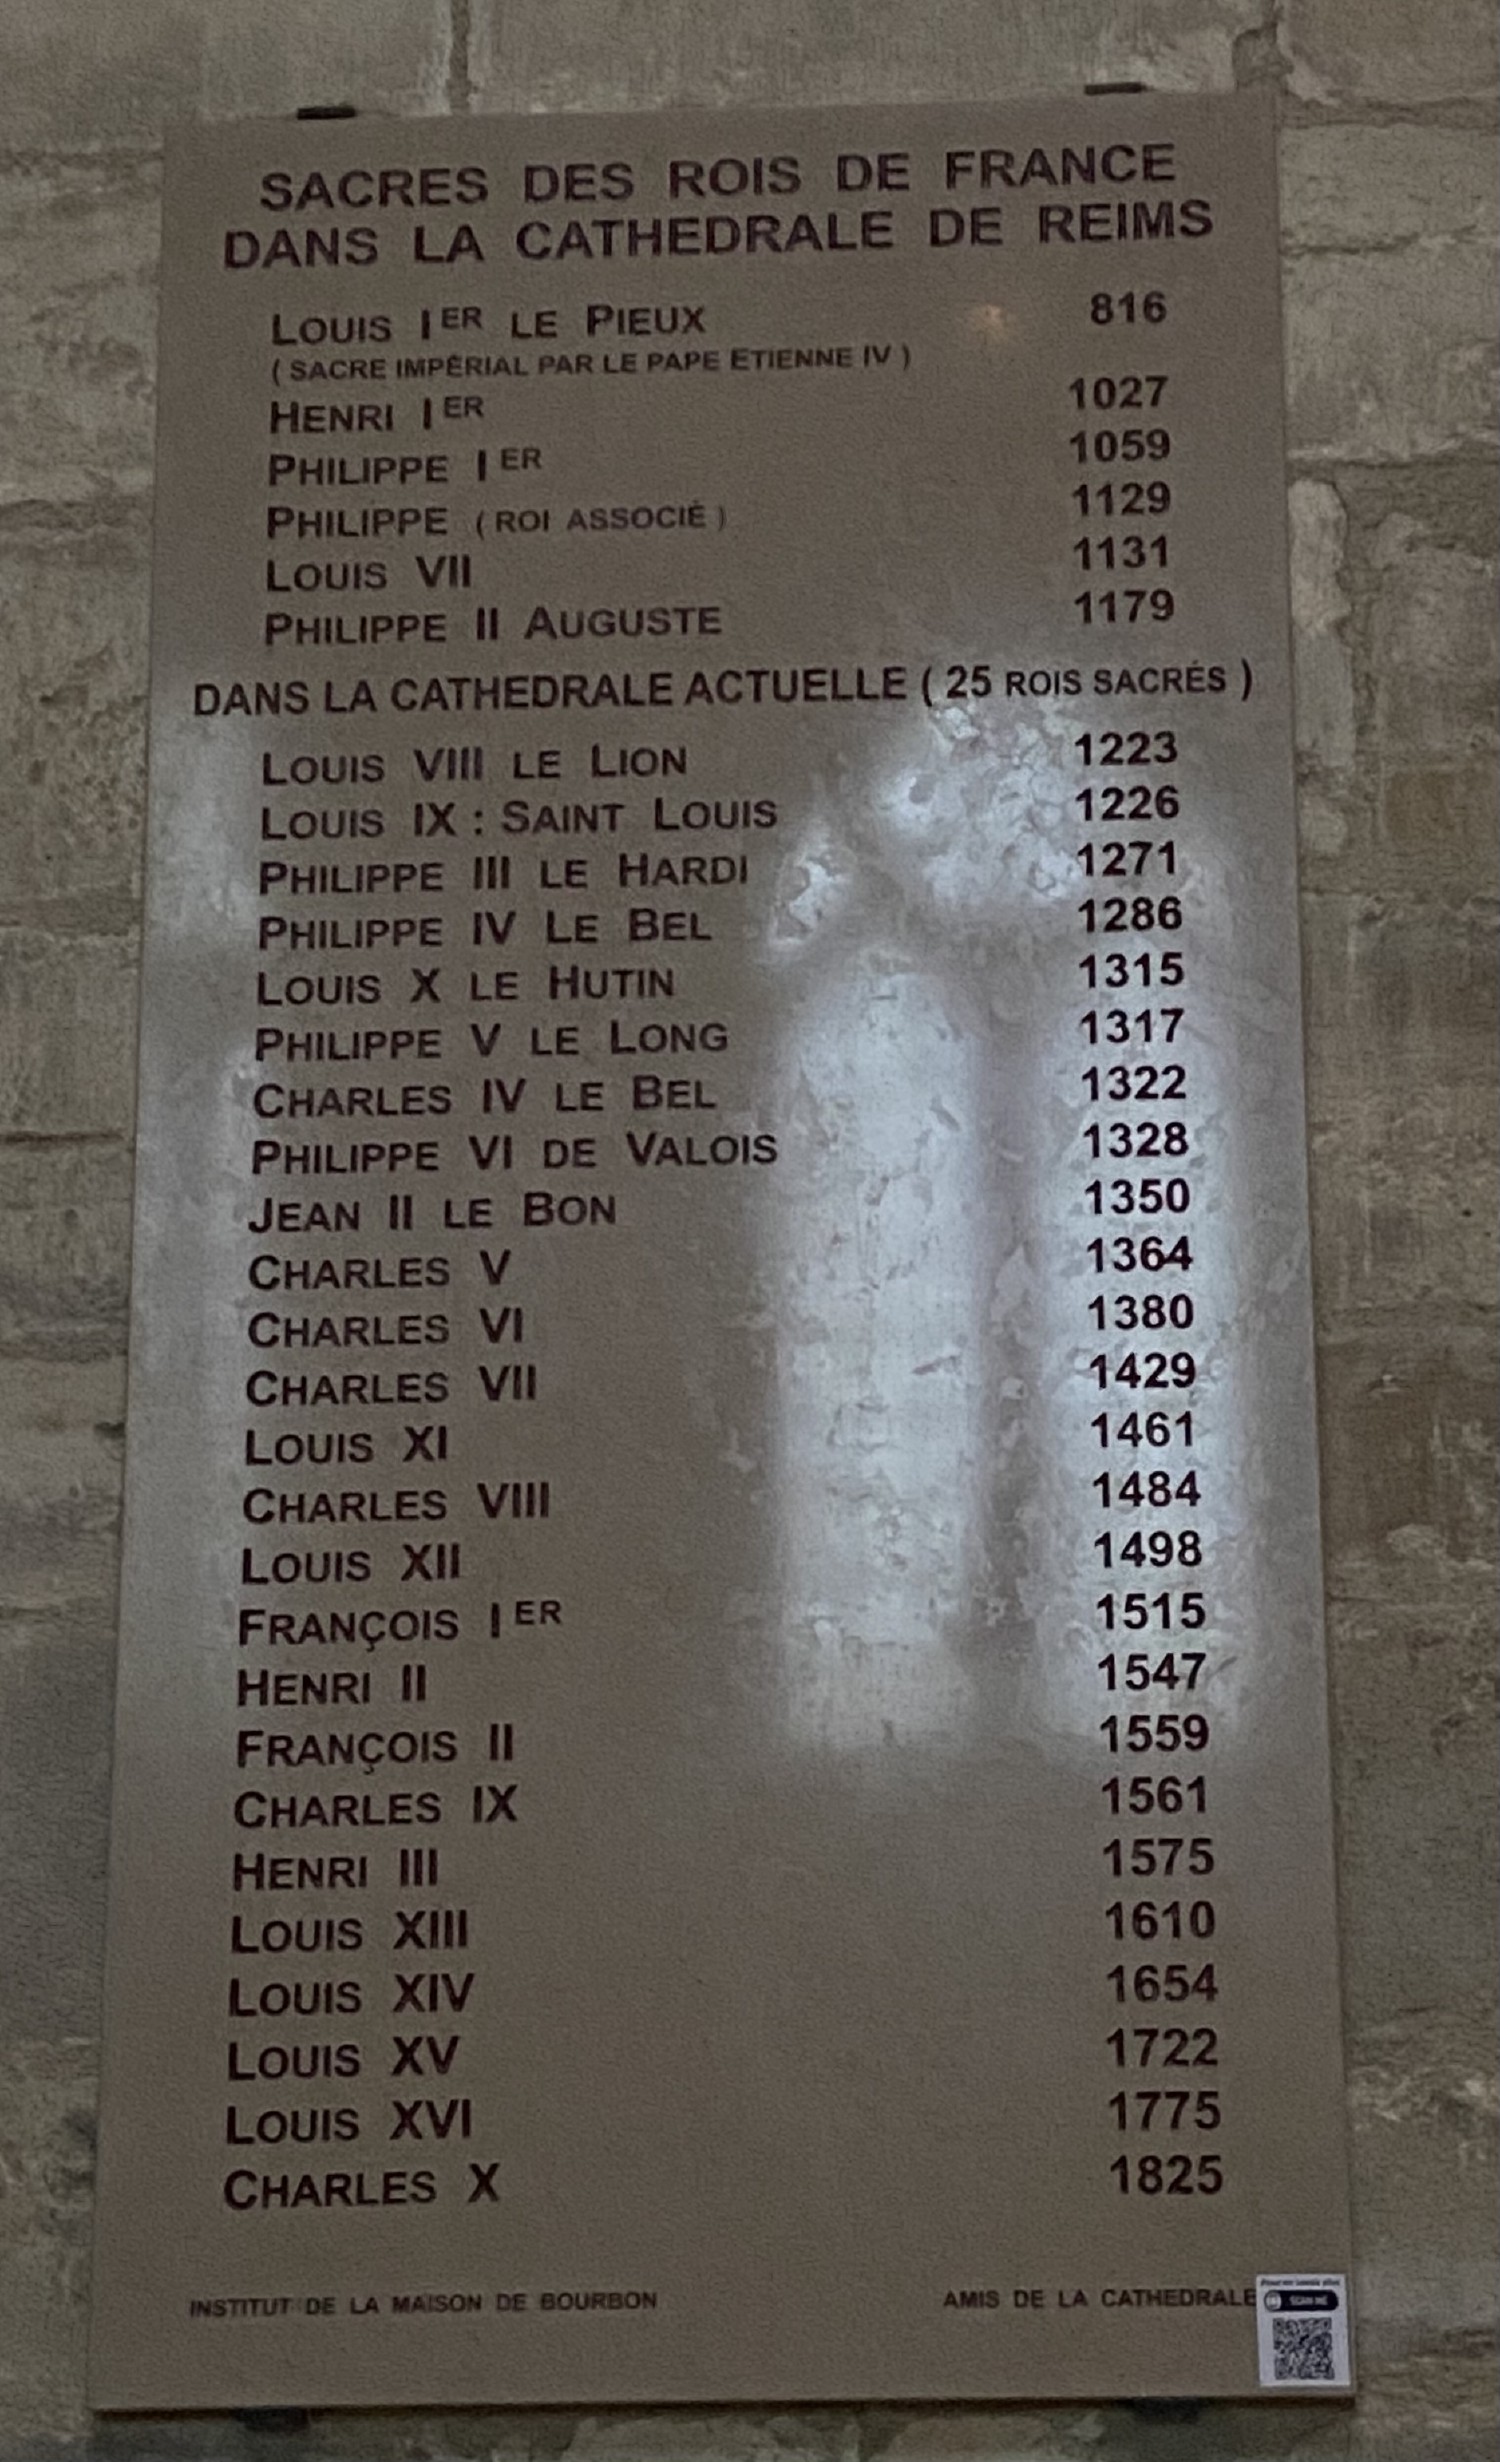 SACRES DES ROIS DE FRANCE
DANS LA CATHEDRALE DE REIMS
LOUIS IER LE PIEUX 816
( SACRE IMPÉRIAL PAR LE PAPE ETIENNE IV )
HENRI IER 1027
PHILIPPE IER 1059
PHILIPPE ( ROI ASSOCIÉ ) 1129
LOUIS VII 1131
PHILIPPE II AUGUSTE 1179
DANS LA CATHEDRALE ACTUELLE ( 25 ROIS SACRÉS )
LOUIS VIII LE LION 1223
LOUIS IX : SAINT LOUIS 1226
PHILIPPE III LE HARDI 1271
PHILIPPE IV LE BEL 1286
LOUIS X LE HUTIN 1315
PHILIPPE V LE LONG 1317
CHARLES IV LE BEL 1322
PHILIPPE VI DE VALOIS 1328
JEAN II LE BON 1350
CHARLES V 1364
CHARLES VI 1380
CHARLES VII 1429
LOUIS XI 1461
CHARLES VIII 1484
LOUIS XII 1498
FRANÇOIS IER 1515
HENRI II 1547
FRANÇOIS II 1559
CHARLES IX 1561
HENRI III 1575
LOUIS XIII 1610
LOUIS XIV 1654
LOUIS XV 1722
LOUIS XVI 1775
CHARLES X 1825
INSTITUT DE LA MAISON DE BOURBON AMIS DE LA CATHEDRALE
SCAN ME